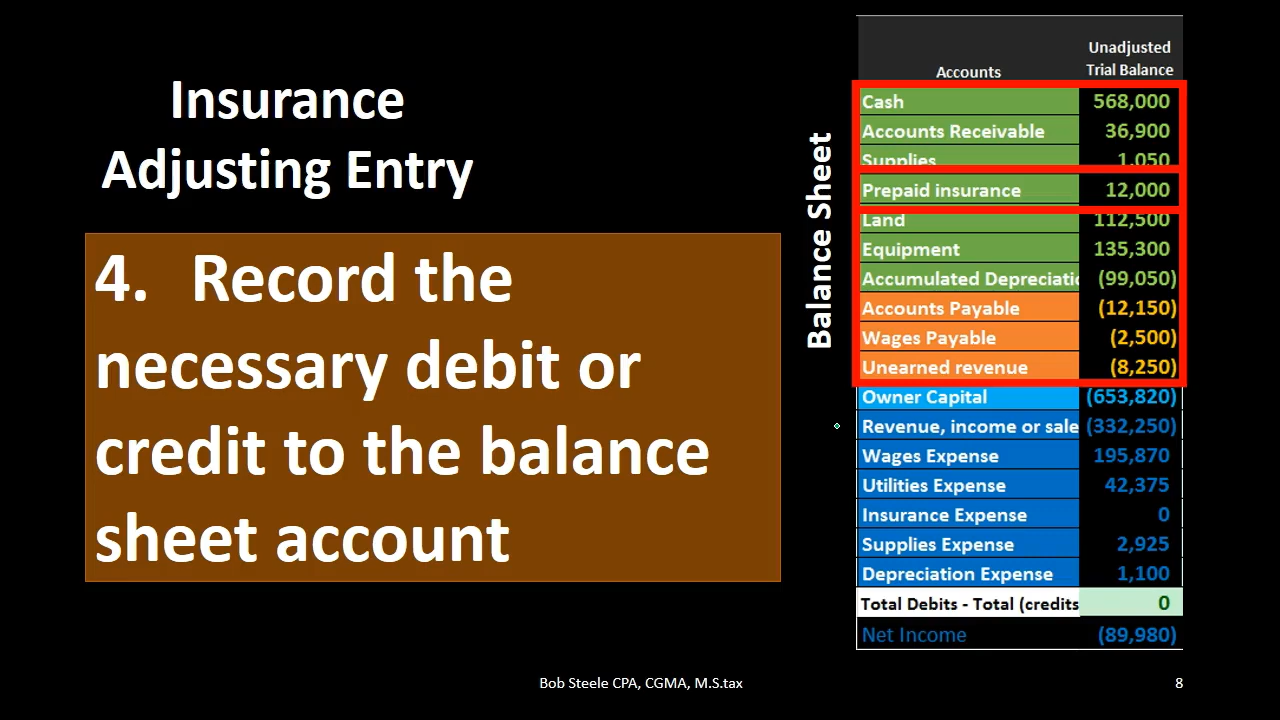 Insurance
Adjusting Entry
4. Record the
necessary debit or
credit to the balance
sheet account
Balance Sheet
Accounts Unadjusted Trial Balance
Cash 568,000
Accounts Receivable 36,900
Supplies 1,050
Prepaid insurance 12,000
Land 112,500
Equipment 135,300
Accumulated Depreciatio (99,050)
Accounts Payable (12,150)
Wages Payable (2,500)
Unearned revenue (8,250)
Owner Capital (653,820)
Revenue, income or sale (332,250)
Wages Expense 195,870
Utilities Expense 42,375
Insurance Expense 0
Supplies Expense 2,925
Depreciation Expense 1,100
Total Debits - Total (credits 0
Net Income (89,980)
Bob Steele CPA, CGMA, M.S.tax
8